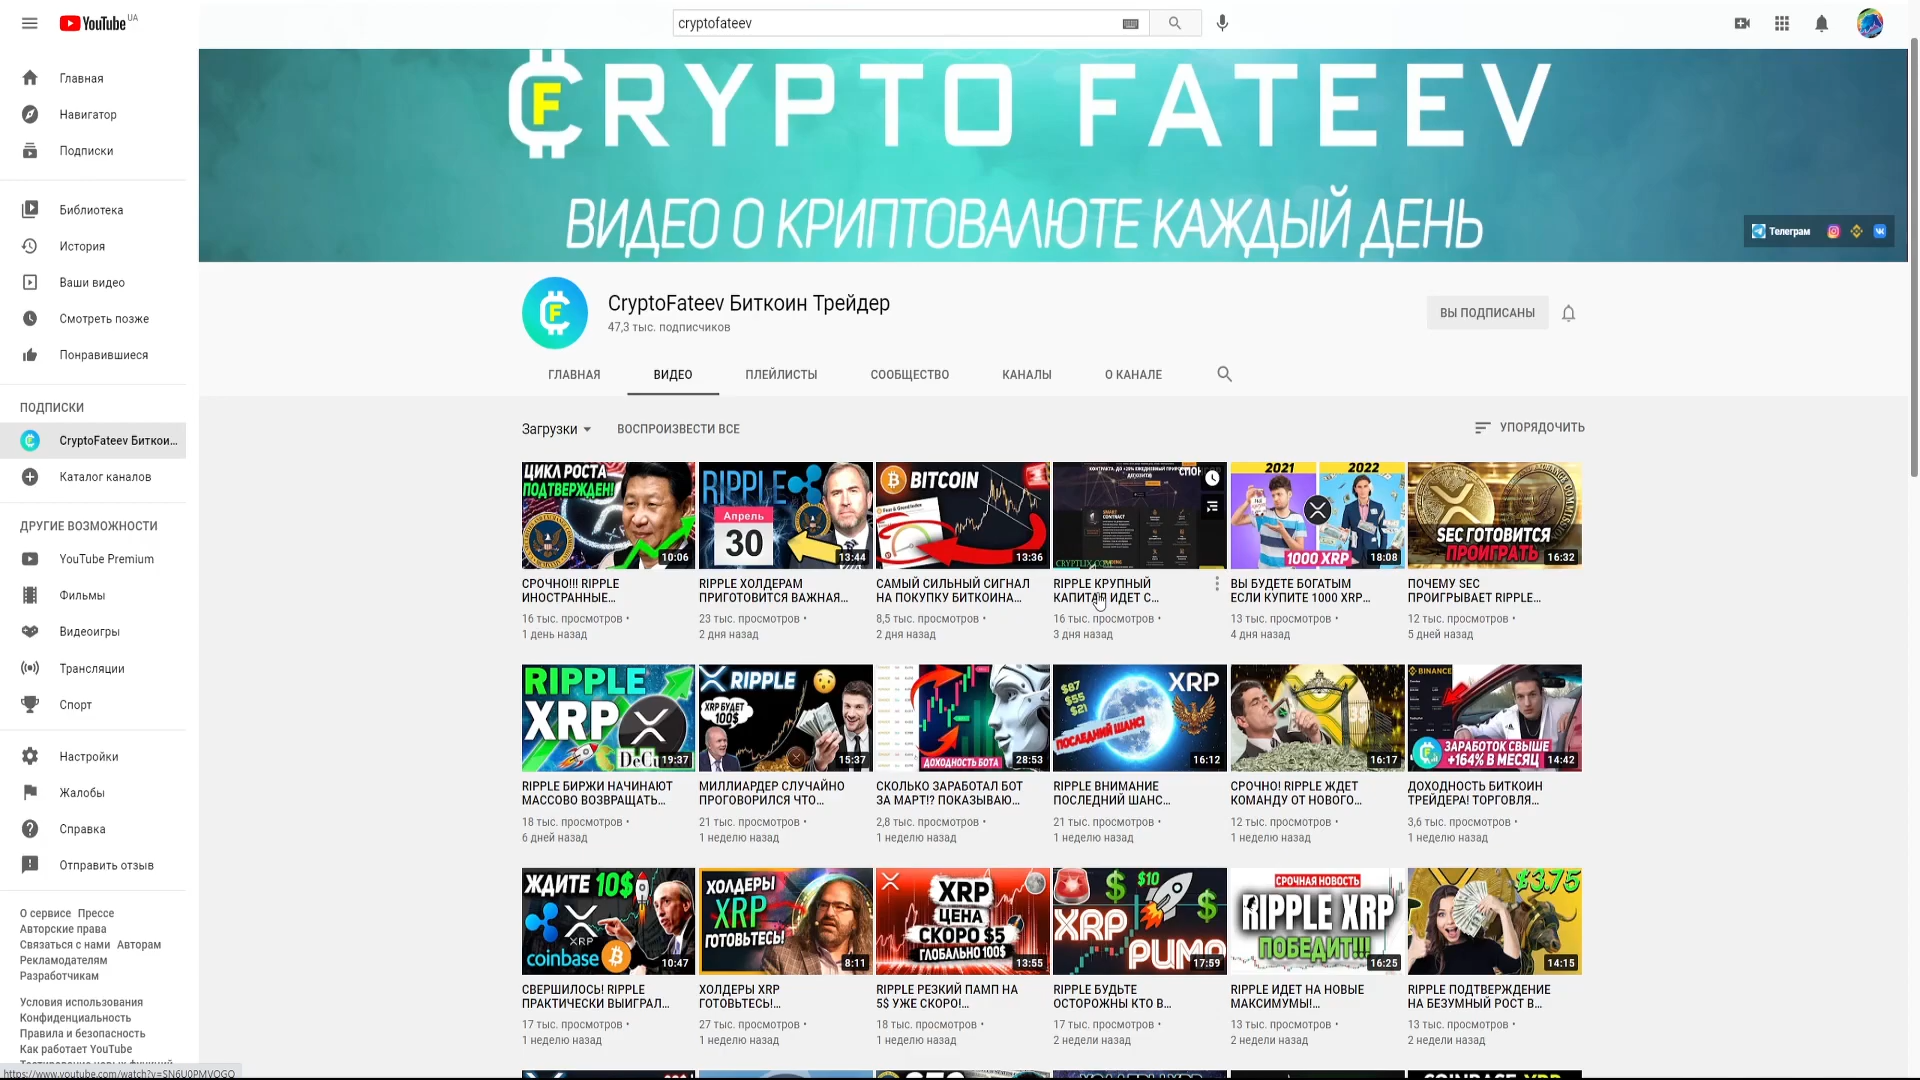 YouTube UA
cryptofateev
Главная
Навигатор
Подписки
Библиотека
История
Ваши видео
Смотреть позже
Понравившиеся
ПОДПИСКИ
CryptoFateev Биткои...
Каталог каналов
ДРУГИЕ ВОЗМОЖНОСТИ
YouTube Premium
Фильмы
Видеоигры
Трансляции
Спорт
Настройки
Жалобы
Справка
Отправить отзыв
О сервисе Прессе
Авторские права
Связаться с нами Авторам
Рекламодателям
Разработчикам
Условия использования
Конфиденциальность
Правила и безопасность
Как работает YouTube
https://www.youtube.com/watch?v=SN6U0PMVOGO
CRYPTO FATEEV
ВИДЕО О КРИПТОВАЛЮТЕ КАЖДЫЙ ДЕНЬ
Телеграм
CryptoFateev Биткоин Трейдер
47,3 тыс. подписчиков
ВЫ ПОДПИСАНЫ
ГЛАВНАЯ ВИДЕО ПЛЕЙЛИСТЫ СООБЩЕСТВО КАНАЛЫ О КАНАЛЕ
Загрузки ВОСПРОИЗВЕСТИ ВСЕ УПОРЯДОЧИТЬ
ЦИКЛ РОСТА
ПОДТВЕРЖДЕН!
10:06
СРОЧНО!!! RIPPLE
ИНОСТРАННЫЕ...
16 тыс. просмотров •
1 день назад
RIPPLE
Апрель
30
13:44
RIPPLE ХОЛДЕРАМ
ПРИГОТОВИТСЯ ВАЖНАЯ...
23 тыс. просмотров •
2 дня назад
BITCOIN
13:36
САМЫЙ СИЛЬНЫЙ СИГНАЛ
НА ПОКУПКУ БИТКОИНА...
8,5 тыс. просмотров •
2 дня назад
SMART
CONTRACT
RIPPLE КРУПНЫЙ
КАПИТАЛ ИДЕТ С...
16 тыс. просмотров •
3 дня назад
2021 2022
1000 XRP
18:08
ВЫ БУДЕТЕ БОГАТЫМ
ЕСЛИ КУПИТЕ 1000 XRP...
13 тыс. просмотров •
4 дня назад
SEC ГОТОВИТСЯ
ПРОИГРАТЬ
16:32
ПОЧЕМУ SEC
ПРОИГРЫВАЕТ RIPPLE...
12 тыс. просмотров •
5 дней назад
RIPPLE
XRP
19:37
RIPPLE БИРЖИ НАЧИНАЮТ
МАССОВО ВОЗВРАЩАТЬ...
18 тыс. просмотров •
6 дней назад
RIPPLE
XRP БУДЕТ
100$
15:37
МИЛЛИАРДЕР СЛУЧАЙНО
ПРОГОВОРИЛСЯ ЧТО...
21 тыс. просмотров •
1 неделю назад
ДОХОДНОСТЬ БОТА
28:53
СКОЛЬКО ЗАРАБОТАЛ БОТ
ЗА МАРТ!? ПОКАЗЫВАЮ...
2,8 тыс. просмотров •
1 неделю назад
XRP
$87
$55
$21
ПОСЛЕДНИЙ ШАНС!
16:12
RIPPLE ВНИМАНИЕ
ПОСЛЕДНИЙ ШАНС...
21 тыс. просмотров •
1 неделю назад
16:17
СРОЧНО! RIPPLE ЖДЕТ
КОМАНДУ ОТ НОВОГО...
12 тыс. просмотров •
1 неделю назад
BINANCE
ЗАРАБОТОК СВЫШЕ
+164% В МЕСЯЦ
14:42
ДОХОДНОСТЬ БИТКОИН
ТРЕЙДЕРА! ТОРГОВЛЯ...
3,6 тыс. просмотров •
1 неделю назад
ЖДИТЕ 10$
XRP
coinbase
10:47
СВЕРШИЛОСЬ! RIPPLE
ПРАКТИЧЕСКИ ВЫИГРАЛ...
17 тыс. просмотров •
1 неделю назад
ХОЛДЕРЫ
XRP
ГОТОВЬТЕСЬ!
8:11
ХОЛДЕРЫ XRP
ГОТОВЬТЕСЬ!...
27 тыс. просмотров •
1 неделю назад
XRP
ЦЕНА
СКОРО $5
ГЛОБАЛЬНО 100$
13:55
RIPPLE РЕЗКИЙ ПАМП НА
5$ УЖЕ СКОРО!...
18 тыс. просмотров •
1 неделю назад
$10
XRP
PUMP
17:59
RIPPLE БУДЬТЕ
ОСТОРОЖНЫ КТО В...
17 тыс. просмотров •
2 недели назад
СРОЧНАЯ НОВОСТЬ
RIPPLE XRP
ПОБЕДИТ!!!
16:25
RIPPLE ИДЕТ НА НОВЫЕ
МАКСИМУМЫ!...
13 тыс. просмотров •
2 недели назад
$3.75
14:15
RIPPLE ПОДТВЕРЖДЕНИЕ
НА БЕЗУМНЫЙ РОСТ В...
13 тыс. просмотров •
2 недели назад